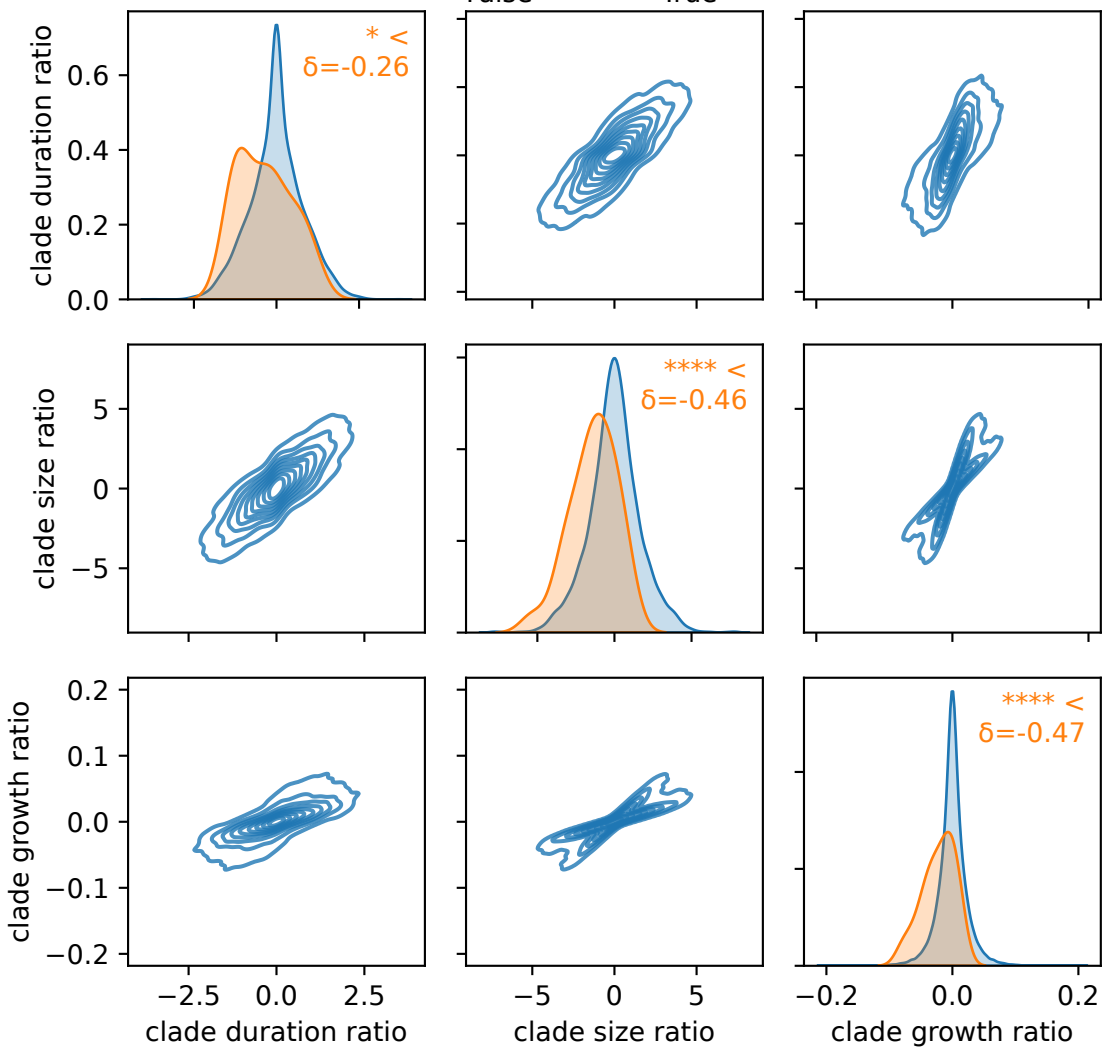 clade duration ratio
0.6
0.4
0.2
0.0
* <
δ=-0.26
clade size ratio
5
0
−5
**** <
δ=-0.46
clade growth ratio
0.2
0.1
0.0
−0.1
−0.2
**** <
δ=-0.47
−2.5 0.0 2.5
−5 0 5
−0.2 0.0 0.2
clade duration ratio
clade size ratio
clade growth ratio